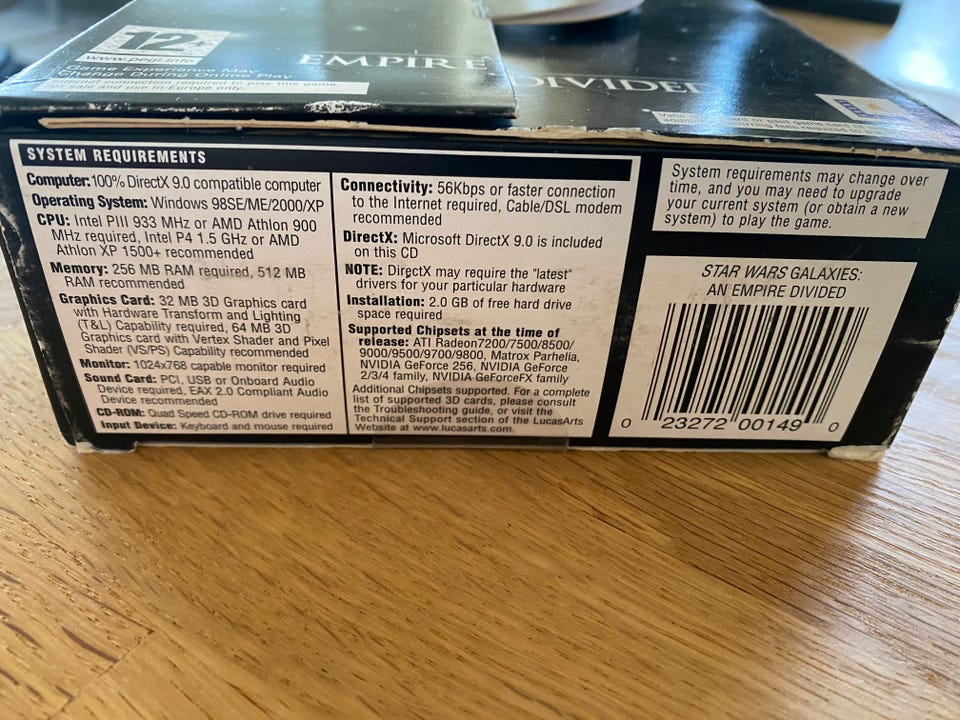 12+
www.pegi.info
Change During Online Play
for sale and use in Europe only.
EMPIRE
DIVIDED
SYSTEM REQUIREMENTS
Computer: 100% DirectX 9.0 compatible computer
Operating System: Windows 98SE/ME/2000/XP
CPU: Intel PIII 933 MHz or AMD Athlon 900
MHz required, Intel P4 1.5 GHz or AMD
Athlon XP 1500+ recommended
Memory: 256 MB RAM required, 512 MB
RAM recommended
Graphics Card: 32 MB 3D Graphics card
with Hardware Transform and Lighting
(T&L) Capability required, 64 MB 3D
Graphics card with Vertex Shader and Pixel
Shader (VS/PS) Capability recommended
Monitor: 1024x768 capable monitor required
Sound Card: PCI, USB or Onboard Audio
Device required, EAX 2.0 Compliant Audio
Device recommended
CD-ROM: Quad Speed CD-ROM drive required
Input Device: Keyboard and mouse required
Connectivity: 56Kbps or faster connection
to the Internet required, Cable/DSL modem
recommended
DirectX: Microsoft DirectX 9.0 is included
on this CD
NOTE: DirectX may require the "latest"
drivers for your particular hardware
Installation: 2.0 GB of free hard drive
space required
Supported Chipsets at the time of
release: ATI Radeon7200/7500/8500/
9000/9500/9700/9800, Matrox Parhelia,
NVIDIA GeForce 256, NVIDIA GeForce
2/3/4 family, NVIDIA GeForceFX family
Additional Chipsets supported. For a complete
list of supported 3D cards, please consult
the Troubleshooting guide, or visit the
Technical Support section of the LucasArts
Website at www.lucasarts.com.
System requirements may change over
time, and you may need to upgrade
your current system (or obtain a new
system) to play the game.
STAR WARS GALAXIES:
AN EMPIRE DIVIDED
0 23272 00149 0